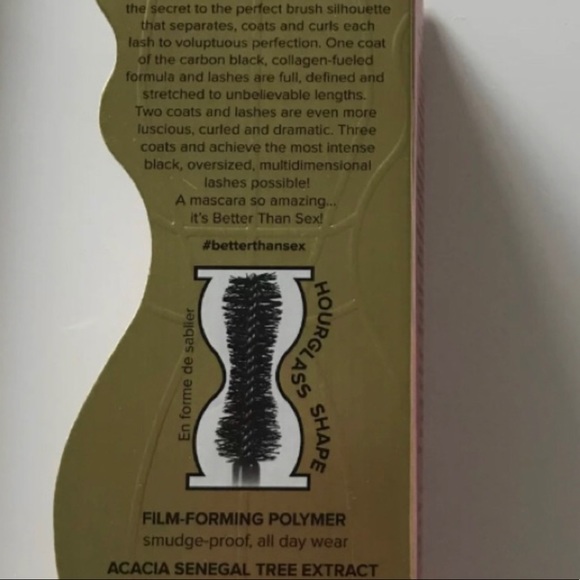 the secret to the perfect brush silhouette
that separates, coats and curls each
lash to voluptuous perfection. One coat
of the carbon black, collagen-fueled
formula and lashes are full, defined and
stretched to unbelievable lengths.
Two coats and lashes are even more
luscious, curled and dramatic. Three
coats and achieve the most intense
black, oversized, multidimensional
lashes possible!
A mascara so amazing...
it's Better Than Sex!
#betterthansex
En forme de sablier
HOURGLASS SHAPE
FILM-FORMING POLYMER
smudge-proof, all day wear
ACACIA SENEGAL TREE EXTRACT